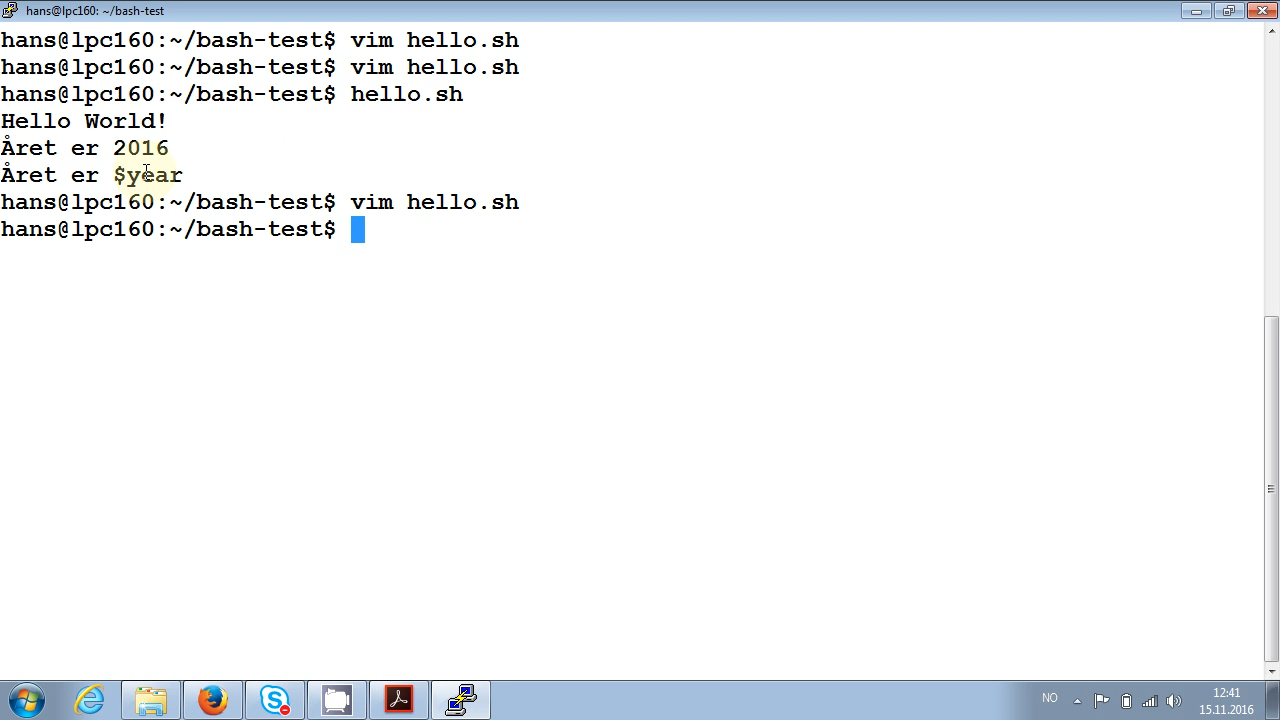 hans@lpc160: ~/bash-test
hans@lpc160:~/bash-test$ vim hello.sh
hans@lpc160:~/bash-test$ vim hello.sh
hans@lpc160:~/bash-test$ hello.sh
Hello World!
Året er 2016
Året er $year
hans@lpc160:~/bash-test$ vim hello.sh
hans@lpc160:~/bash-test$
NO
12:41
15.11.2016